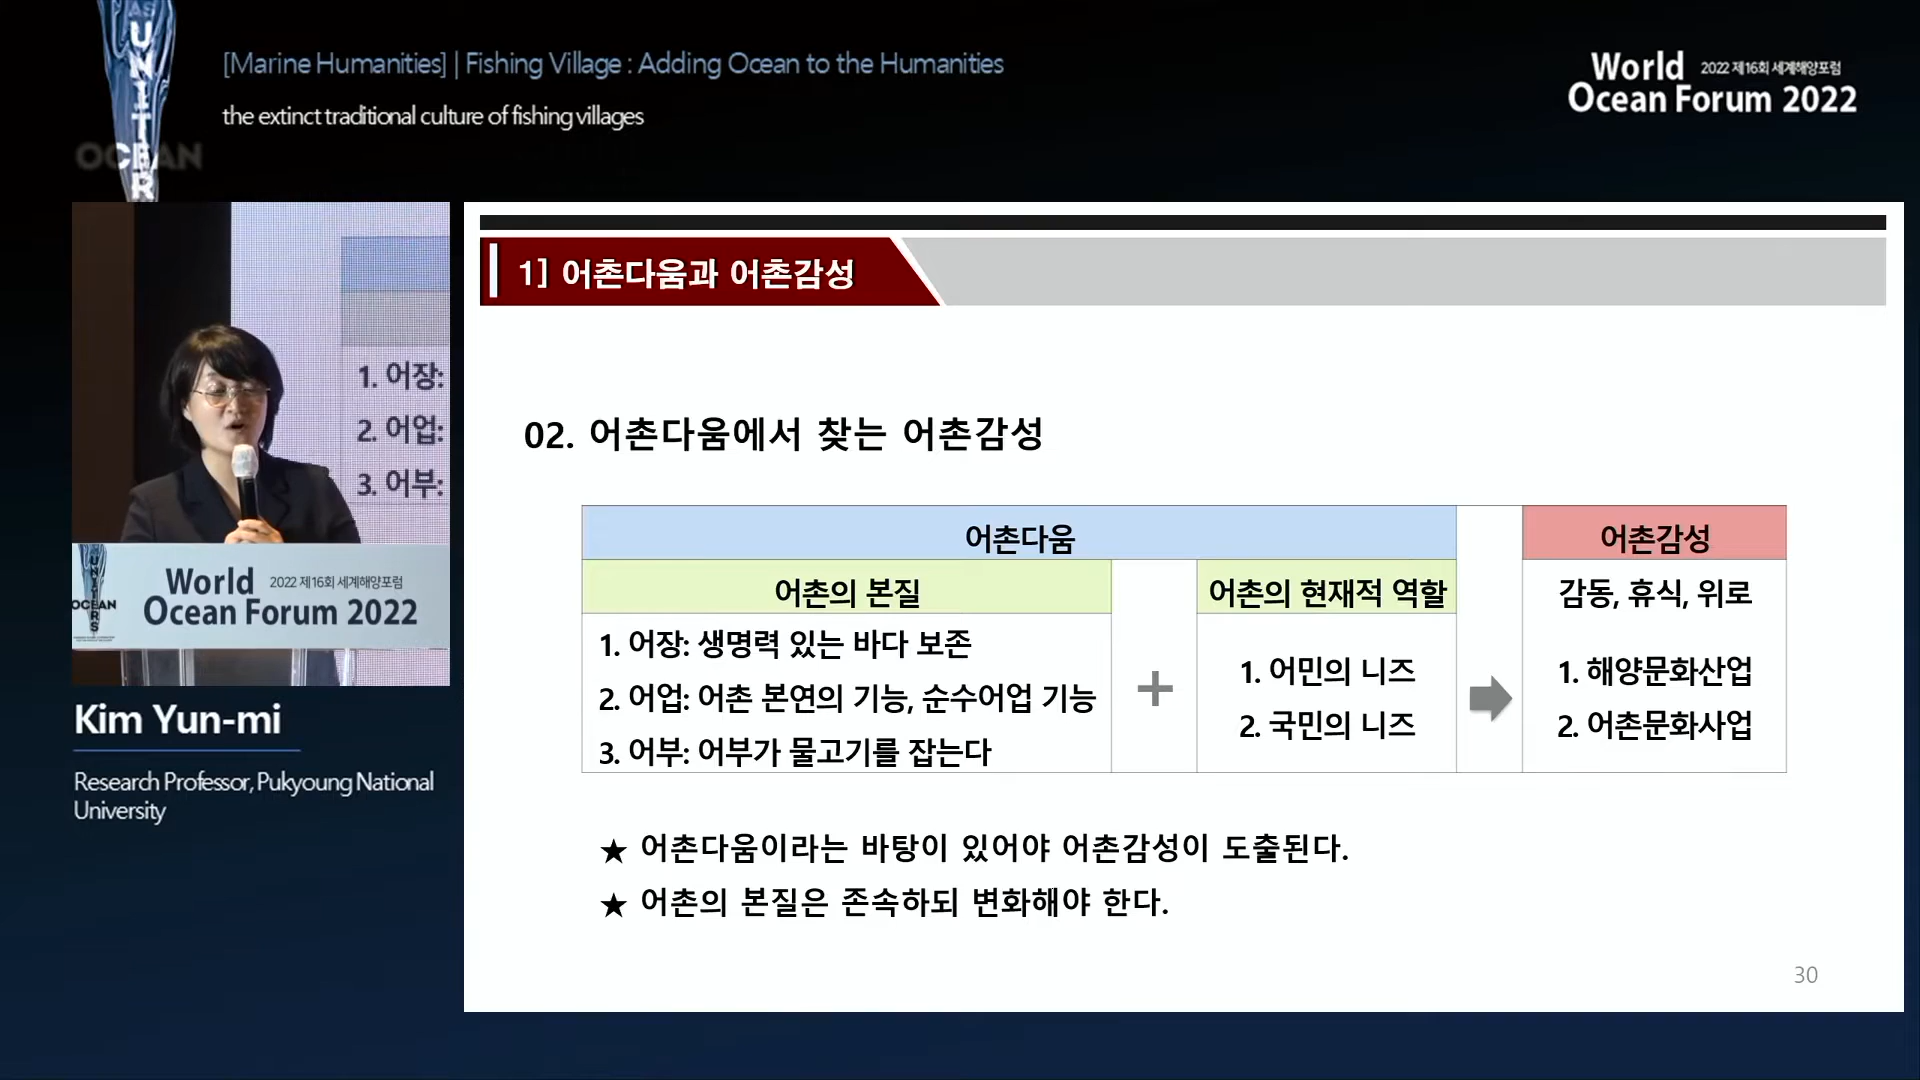 AS
UNITERS
OCEAN
[Marine Humanities] | Fishing Village : Adding Ocean to the Humanities
the extinct traditional culture of fishing villages
World 2022 제16회 세계해양포럼
Ocean Forum 2022
1. 어장:
2. 어업:
3. 어부:
UNITERS
OCEAN
World 2022 제16회 세계해양포럼
Ocean Forum 2022
Kim Yun-mi
Research Professor, Pukyoung National
University
1] 어촌다움과 어촌감성
02. 어촌다움에서 찾는 어촌감성
어촌다움
어촌의 본질
1. 어장: 생명력 있는 바다 보존
2. 어업: 어촌 본연의 기능, 순수어업 기능
3. 어부: 어부가 물고기를 잡는다
+
어촌의 현재적 역할
1. 어민의 니즈
2. 국민의 니즈
어촌감성
감동, 휴식, 위로
1. 해양문화산업
2. 어촌문화사업
★ 어촌다움이라는 바탕이 있어야 어촌감성이 도출된다.
★ 어촌의 본질은 존속하되 변화해야 한다.
30